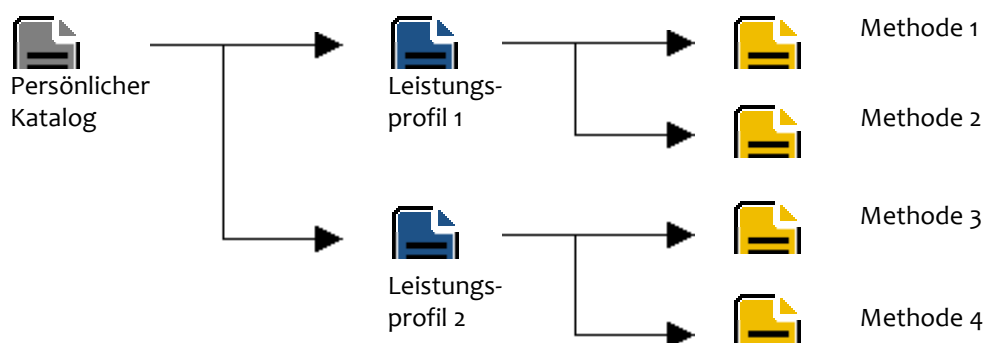 Persönlicher
Katalog
Leistungs-
profil 1
Methode 1
Methode 2
Leistungs-
profil 2
Methode 3
Methode 4